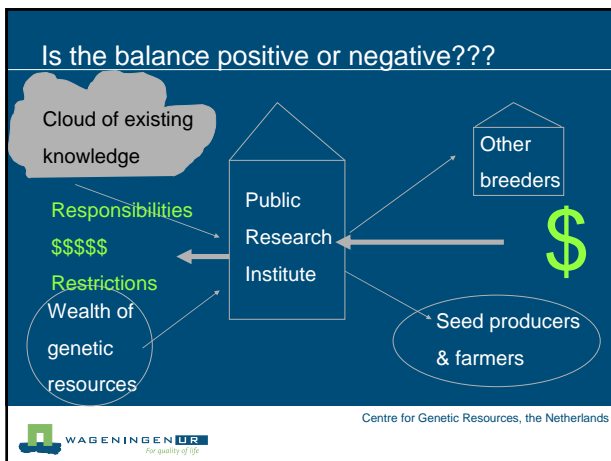 Is the balance positive or negative???
Cloud of existing
knowledge
Responsibilities
$$$$$
Restrictions
Wealth of
genetic
resources
Public
Research
Institute
Other
breeders
$
Seed producers
& farmers
Centre for Genetic Resources, the Netherlands
WAGENINGEN UR
For quality of life